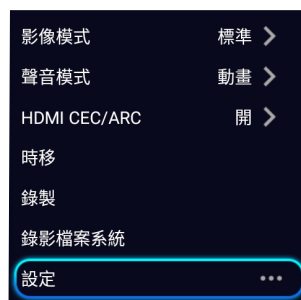 影像模式 標準
聲音模式 動畫
HDMI CEC/ARC 開
時移
錄製
錄影檔案系統
設定